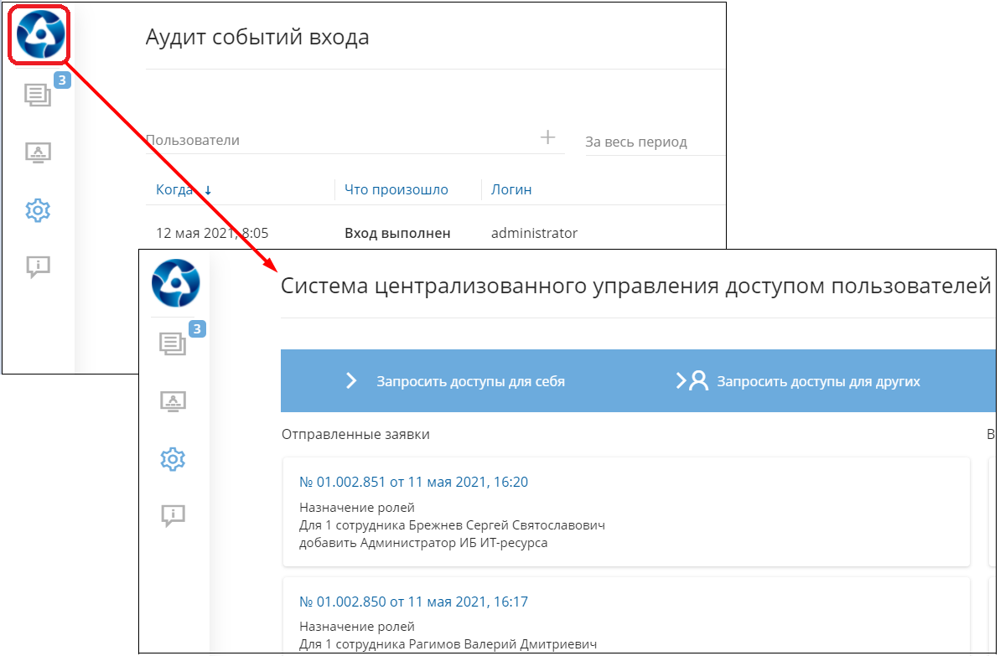 Аудит событий входа
3
Пользователи
За весь период
Когда ↓ Что произошло Логин
12 мая 2021, 8:05 Вход выполнен administrator
Система централизованного управления доступом пользователей
3
Запросить доступы для себя Запросить доступы для других
Отправленные заявки
В
№ 01.002.851 от 11 мая 2021, 16:20
Назначение ролей
Для 1 сотрудника Брежнев Сергей Святославович
добавить Администратор ИБ ИТ-ресурса
№ 01.002.850 от 11 мая 2021, 16:17
Назначение ролей
Для 1 сотрудника Рагимов Валерий Дмитриевич